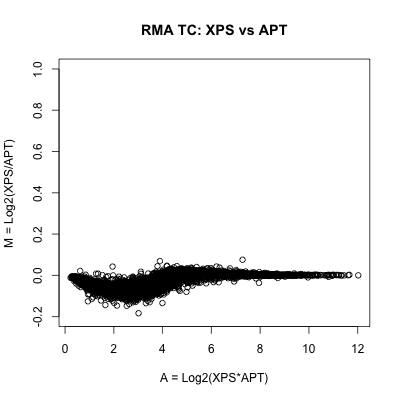 RMA TC: XPS vs APT
1.0
0.8
0.6
0.4
0.2
0.0
-0.2
M = Log2(XPS/APT)
0 2 4 6 8 10 12
A = Log2(XPS*APT)